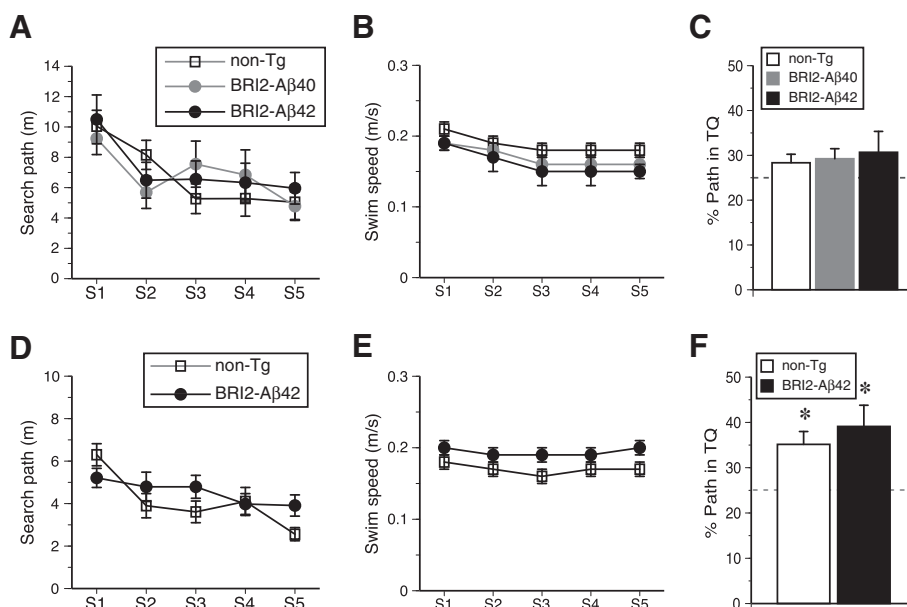 A
non-Tg
BRI2-Aβ40
BRI2-Aβ42
Search path (m)
14
12
10
8
6
4
2
0
S1 S2 S3 S4 S5
B
Swim speed (m/s)
0.3
0.2
0.1
0
S1 S2 S3 S4 S5
C
non-Tg
BRI2-Aβ40
BRI2-Aβ42
% Path in TQ
50
40
30
20
10
0
D
non-Tg
BRI2-Aβ42
Search path (m)
10
8
6
4
2
0
S1 S2 S3 S4 S5
E
Swim speed (m/s)
0.3
0.2
0.1
0
S1 S2 S3 S4 S5
F
non-Tg
BRI2-Aβ42
% Path in TQ
50
40
30
20
10
0
* *